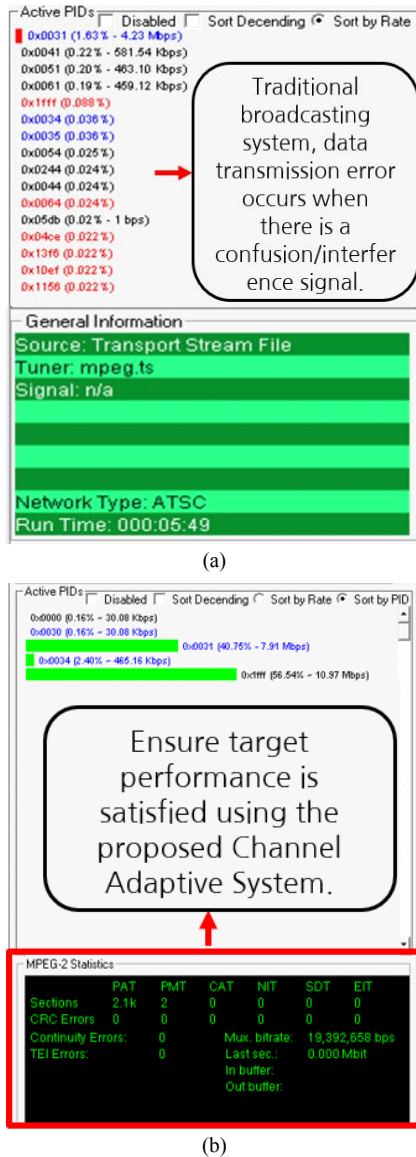 Active PIDs
Disabled Sort Decending Sort by Rate
0x0031 (1.63% - 4.23 Mbps)
0x0041 (0.22% - 581.54 Kbps)
0x0051 (0.20% - 463.10 Kbps)
0x0061 (0.19% - 459.12 Kbps)
0x1fff (0.088%)
0x0034 (0.036%)
0x0035 (0.036%)
0x0054 (0.025%)
0x0244 (0.024%)
0x0044 (0.024%)
0x0064 (0.024%)
0x05db (0.02% - 1 bps)
0x04ce (0.022%)
0x13f6 (0.022%)
0x10ef (0.022%)
0x1156 (0.022%)
Traditional
broadcasting
system, data
transmission error
occurs when
there is a
confusion/interfer
ence signal.
General Information
Source: Transport Stream File
Tuner: mpeg.ts
Signal: n/a
Network Type: ATSC
Run Time: 000:05:49
(a)
Active PIDs
Disabled Sort Decending Sort by Rate Sort by PID
0x0000 (0.16% ~ 30.08 Kbps)
0x0030 (0.16% ~ 30.08 Kbps)
0x0031 (40.75% ~ 7.91 Mbps)
0x0034 (2.40% ~ 465.16 Kbps)
0x1fff (56.54% ~ 10.97 Mbps)
Ensure target
performance is
satisfied using the
proposed Channel
Adaptive System.
MPEG-2 Statistics
PAT PMT CAT NIT SDT EIT
Sections 2.1k 2 0 0 0 0
CRC Errors 0 0 0 0 0 0
Continuity Errors: 0 Mux. bitrate: 19,392,658 bps
TEI Errors: 0 Last sec.: 0.000 Mbit
In buffer:
Out buffer:
(b)